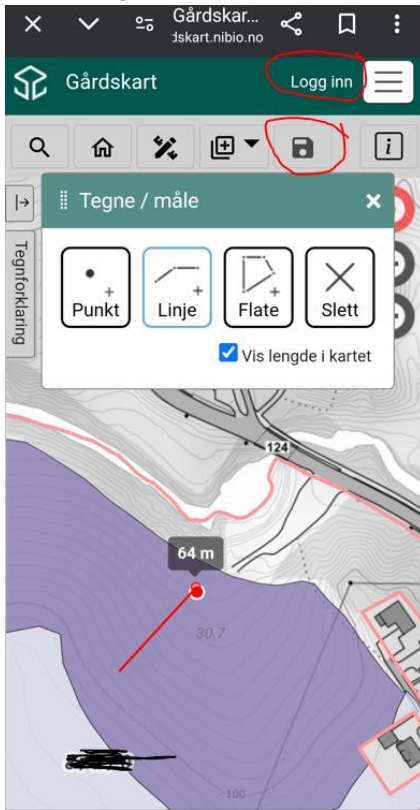 Gårdskar...
dskart.nibio.no
Gårdskart
Logg inn
i
Tegne / måle
Tegnforklaring
Punkt
Linje
Flate
Slett
Vis lengde i kartet
124
64 m
30.7
100